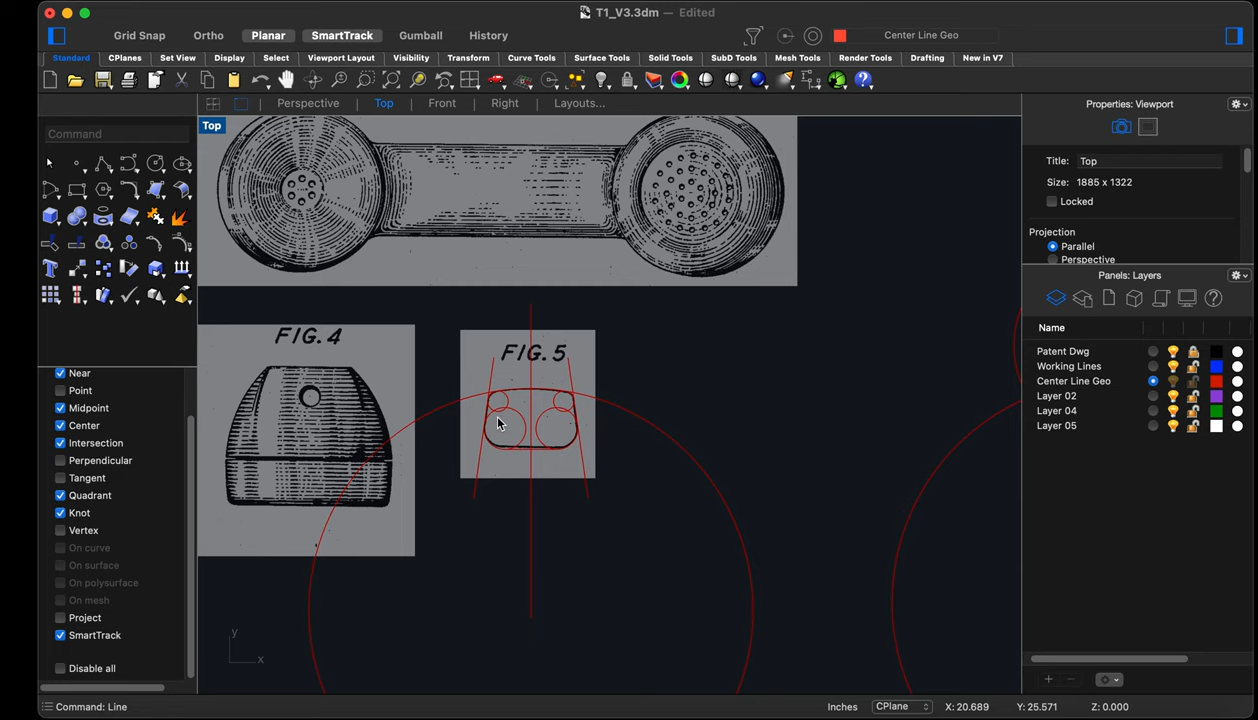 T1_V3.3dm — Edited
Grid Snap Ortho Planar SmartTrack Gumball History Center Line Geo
Standard CPlanes Set View Display Select Viewport Layout Visibility Transform Curve Tools Surface Tools Solid Tools SubD Tools Mesh Tools Render Tools Drafting New in V7
Perspective Top Front Right Layouts...
Properties: Viewport
Top
Command
Title: Top
Size: 1885 x 1322
Locked
Projection
Parallel
Perspective
Panels: Layers
Name
FIG. 4
FIG. 5
Patent Dwg
Working Lines
Center Line Geo
Layer 02
Layer 04
Layer 05
Near
Point
Midpoint
Center
Intersection
Perpendicular
Tangent
Quadrant
Knot
Vertex
On curve
On surface
On polysurface
On mesh
Project
SmartTrack
Disable all
y
x
Command: Line
Inches CPlane X: 20.689 Y: 25.571 Z: 0.000